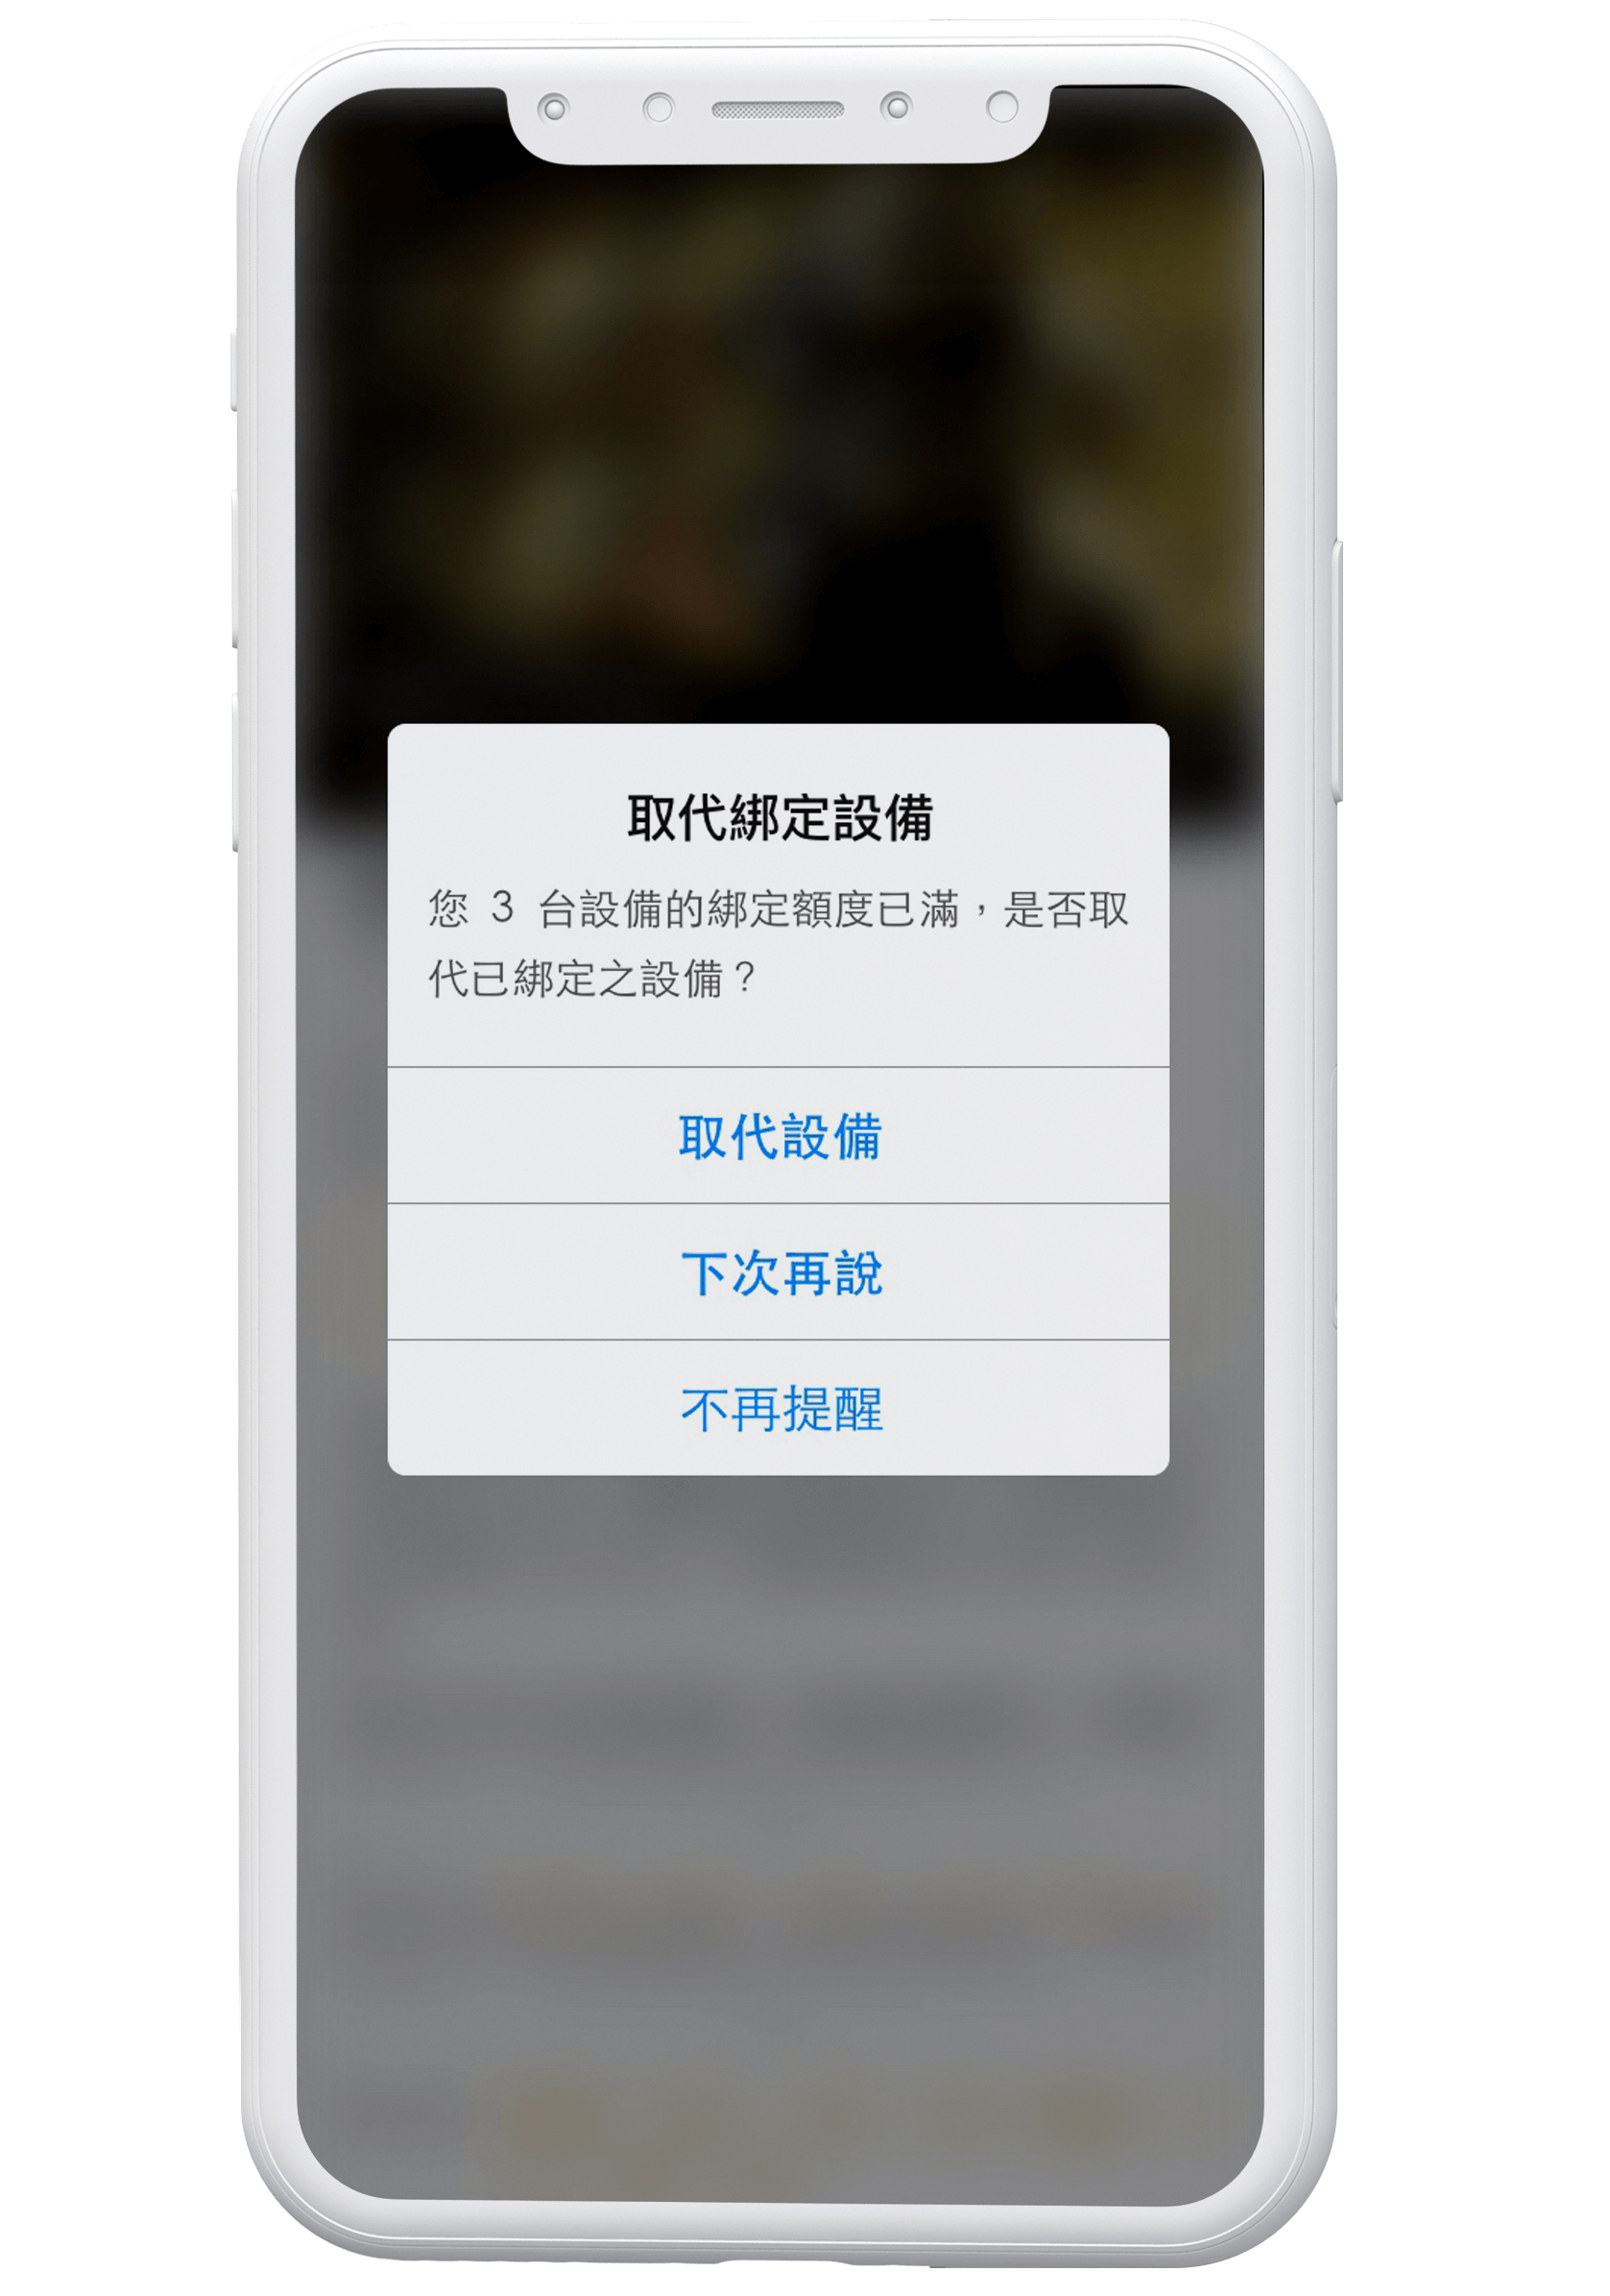 取代綁定設備
您 3 台設備的綁定額度已滿，是否取
代已綁定之設備？
取代設備
下次再說
不再提醒